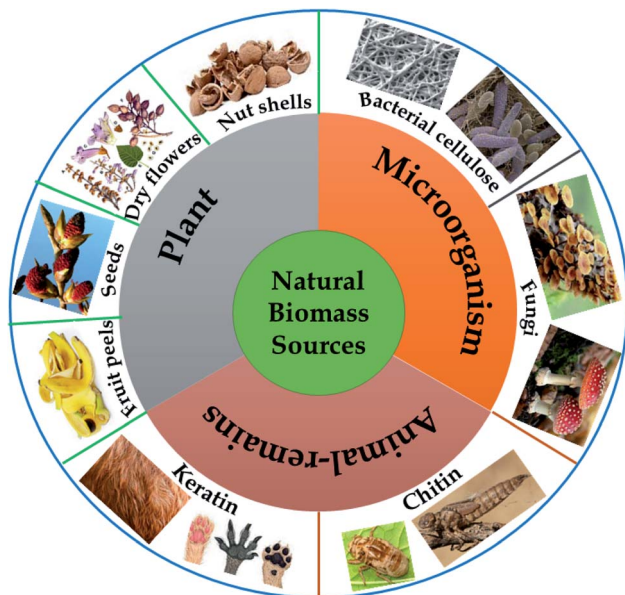 Natural
Biomass
Sources
Plant
Microorganism
Animal-remains
Nut shells
Dry flowers
Seeds
Fruit peels
Bacterial cellulose
Fungi
Chitin
Keratin